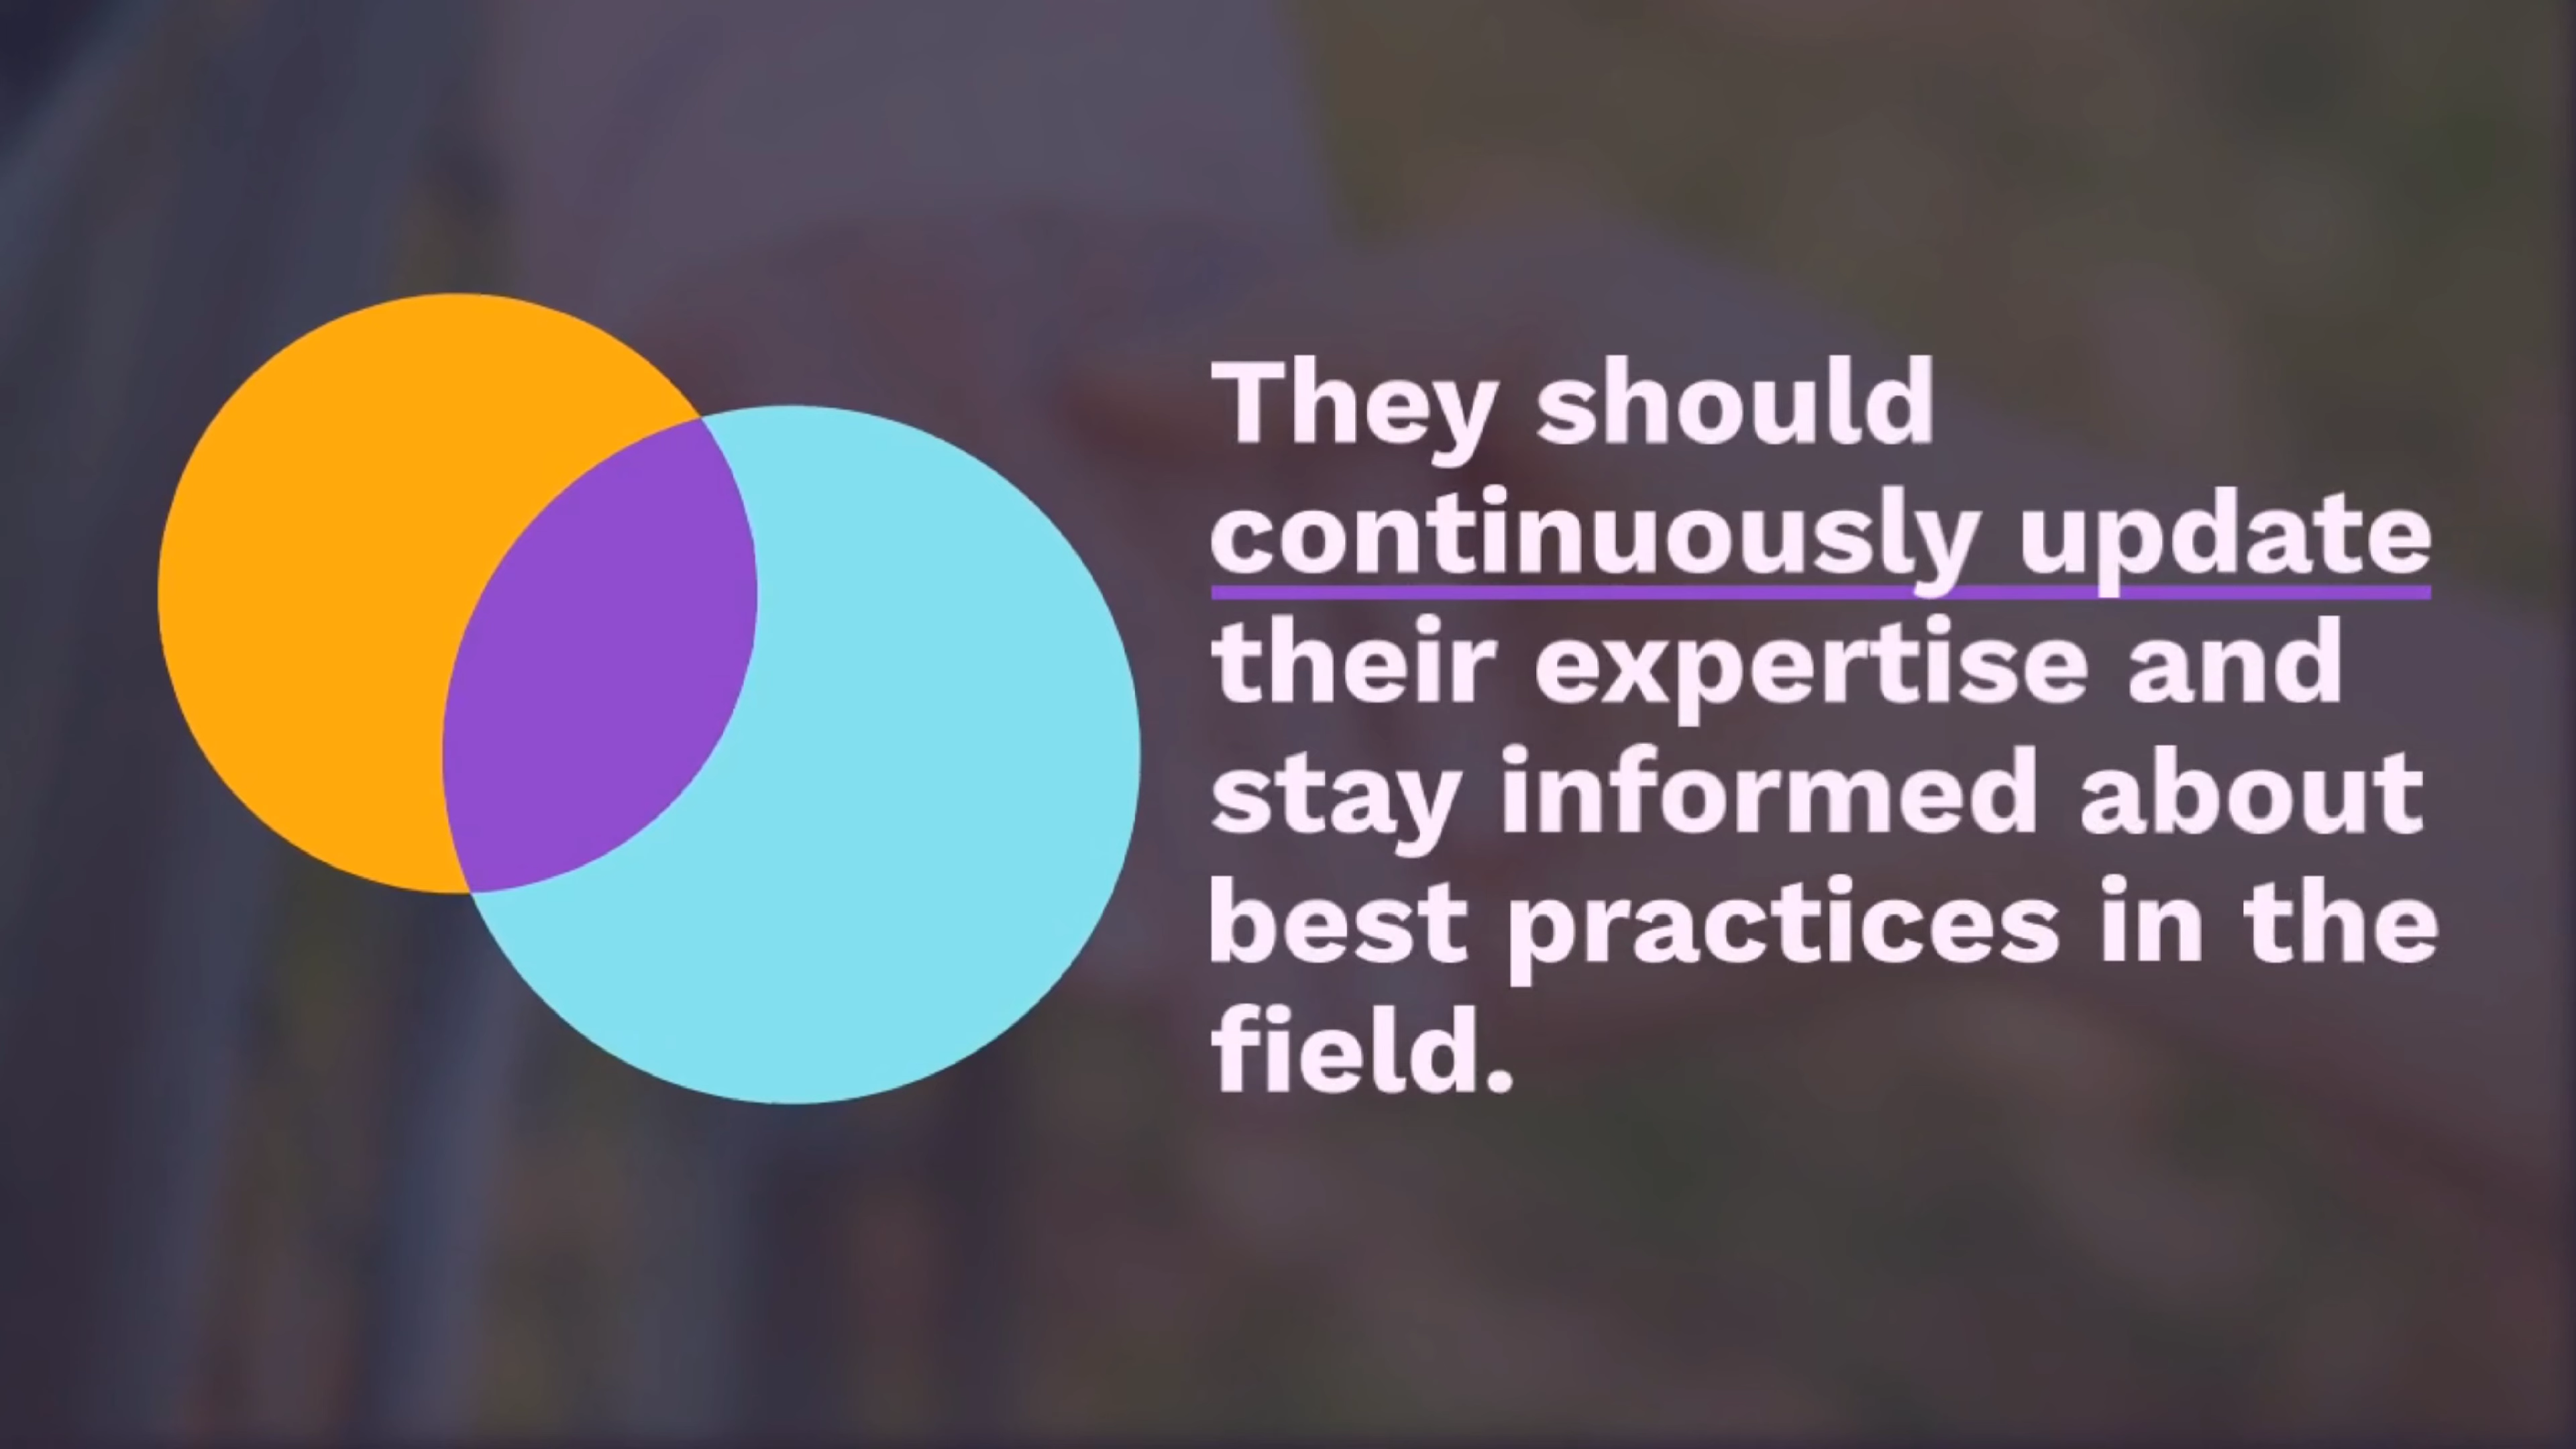 They should
continuously update
their expertise and
stay informed about
best practices in the
field.